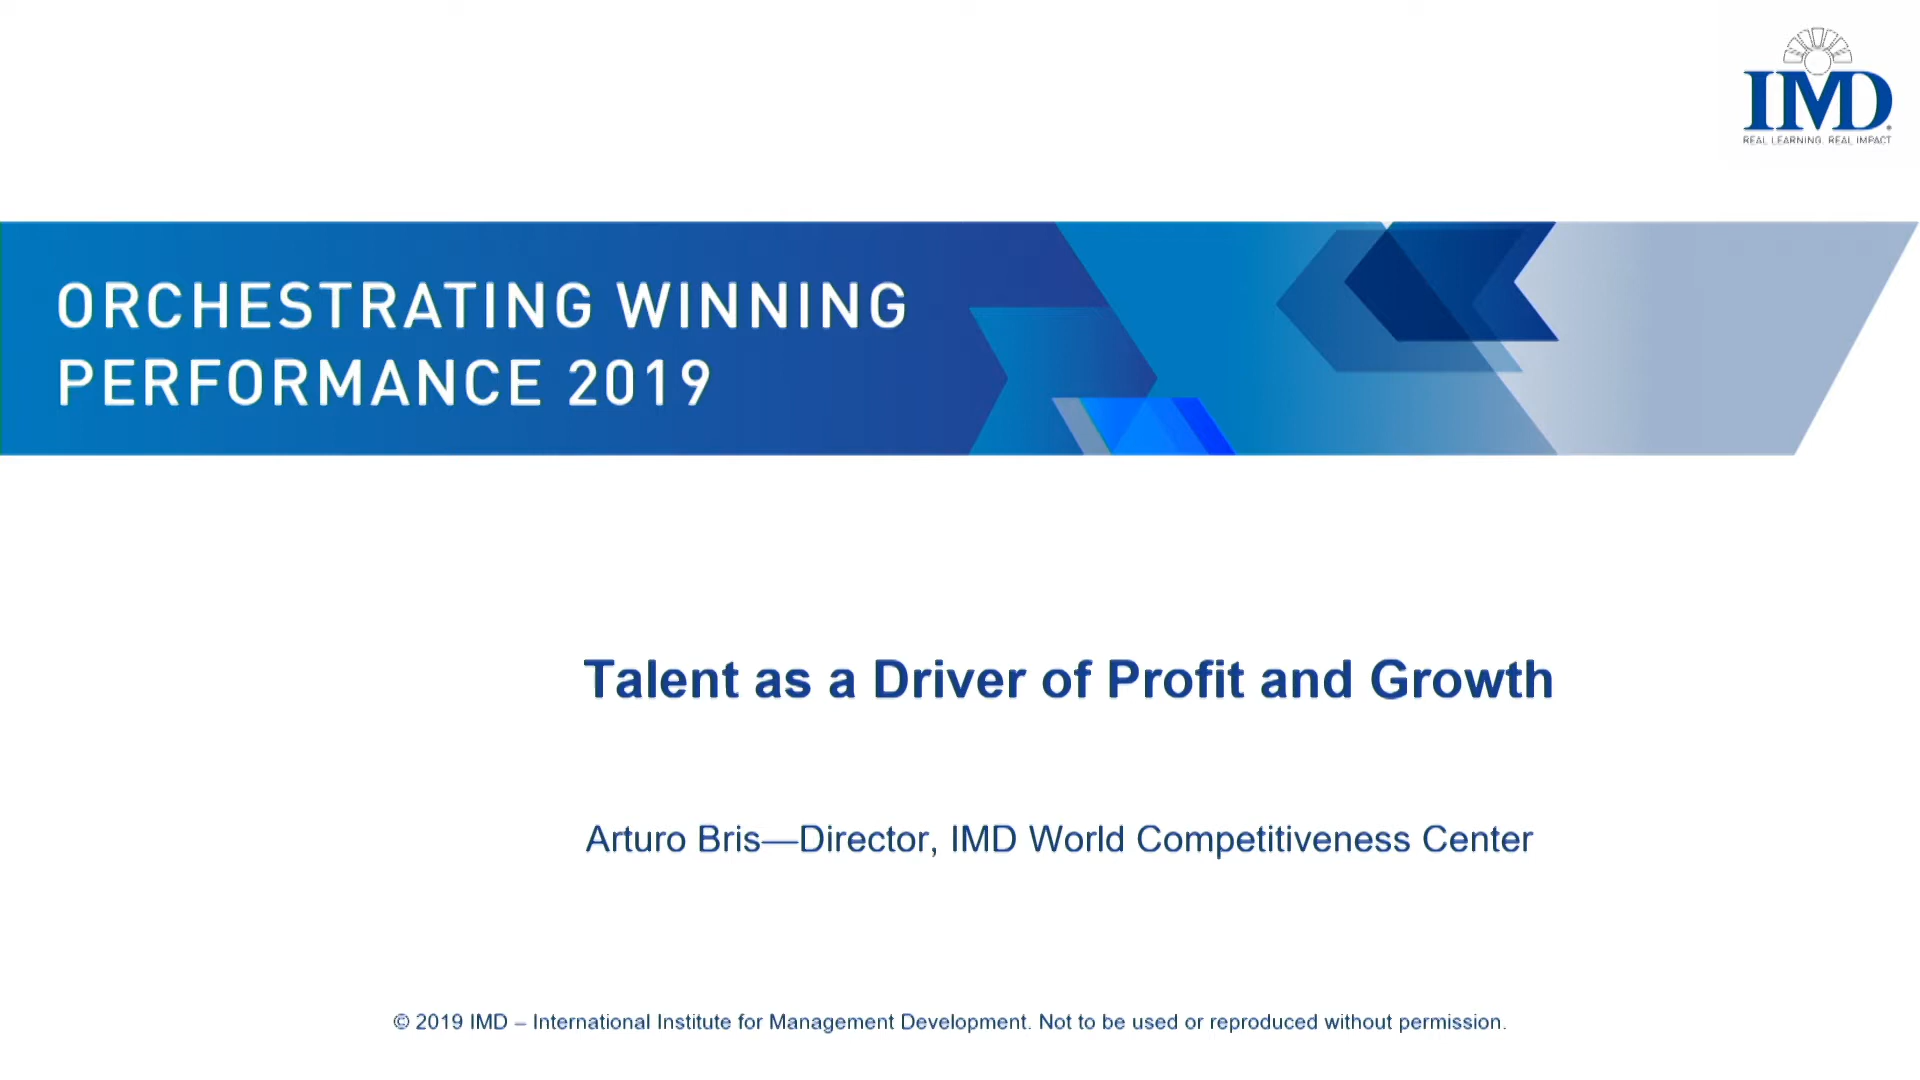 IMD
REAL LEARNING. REAL IMPACT
ORCHESTRATING WINNING
PERFORMANCE 2019
Talent as a Driver of Profit and Growth
Arturo Bris—Director, IMD World Competitiveness Center
© 2019 IMD – International Institute for Management Development. Not to be used or reproduced without permission.